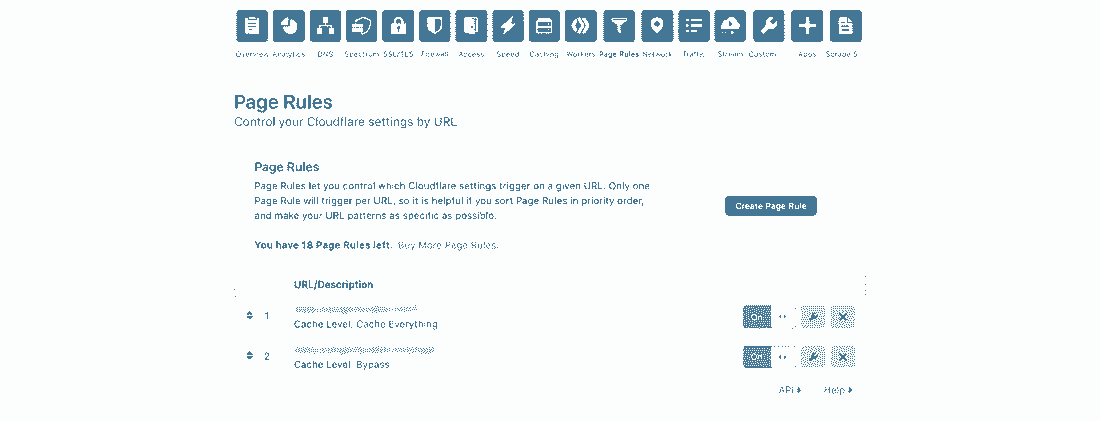 Overview Analytics DNS Spectrum SSL/TLS Firewall Access Speed Caching Workers Page Rules Network Traffic Stream Custom Apps Scrape S
Page Rules
Control your Cloudflare settings by URL
Page Rules
Page Rules let you control which Cloudflare settings trigger on a given URL. Only one
Page Rule will trigger per URL, so it is helpful if you sort Page Rules in priority order,
and make your URL patterns as specific as possible.
Create Page Rule
You have 18 Page Rules left. Buy More Page Rules.
URL/Description
1
Cache Level: Cache Everything
On
2
Cache Level: Bypass
On
API Help